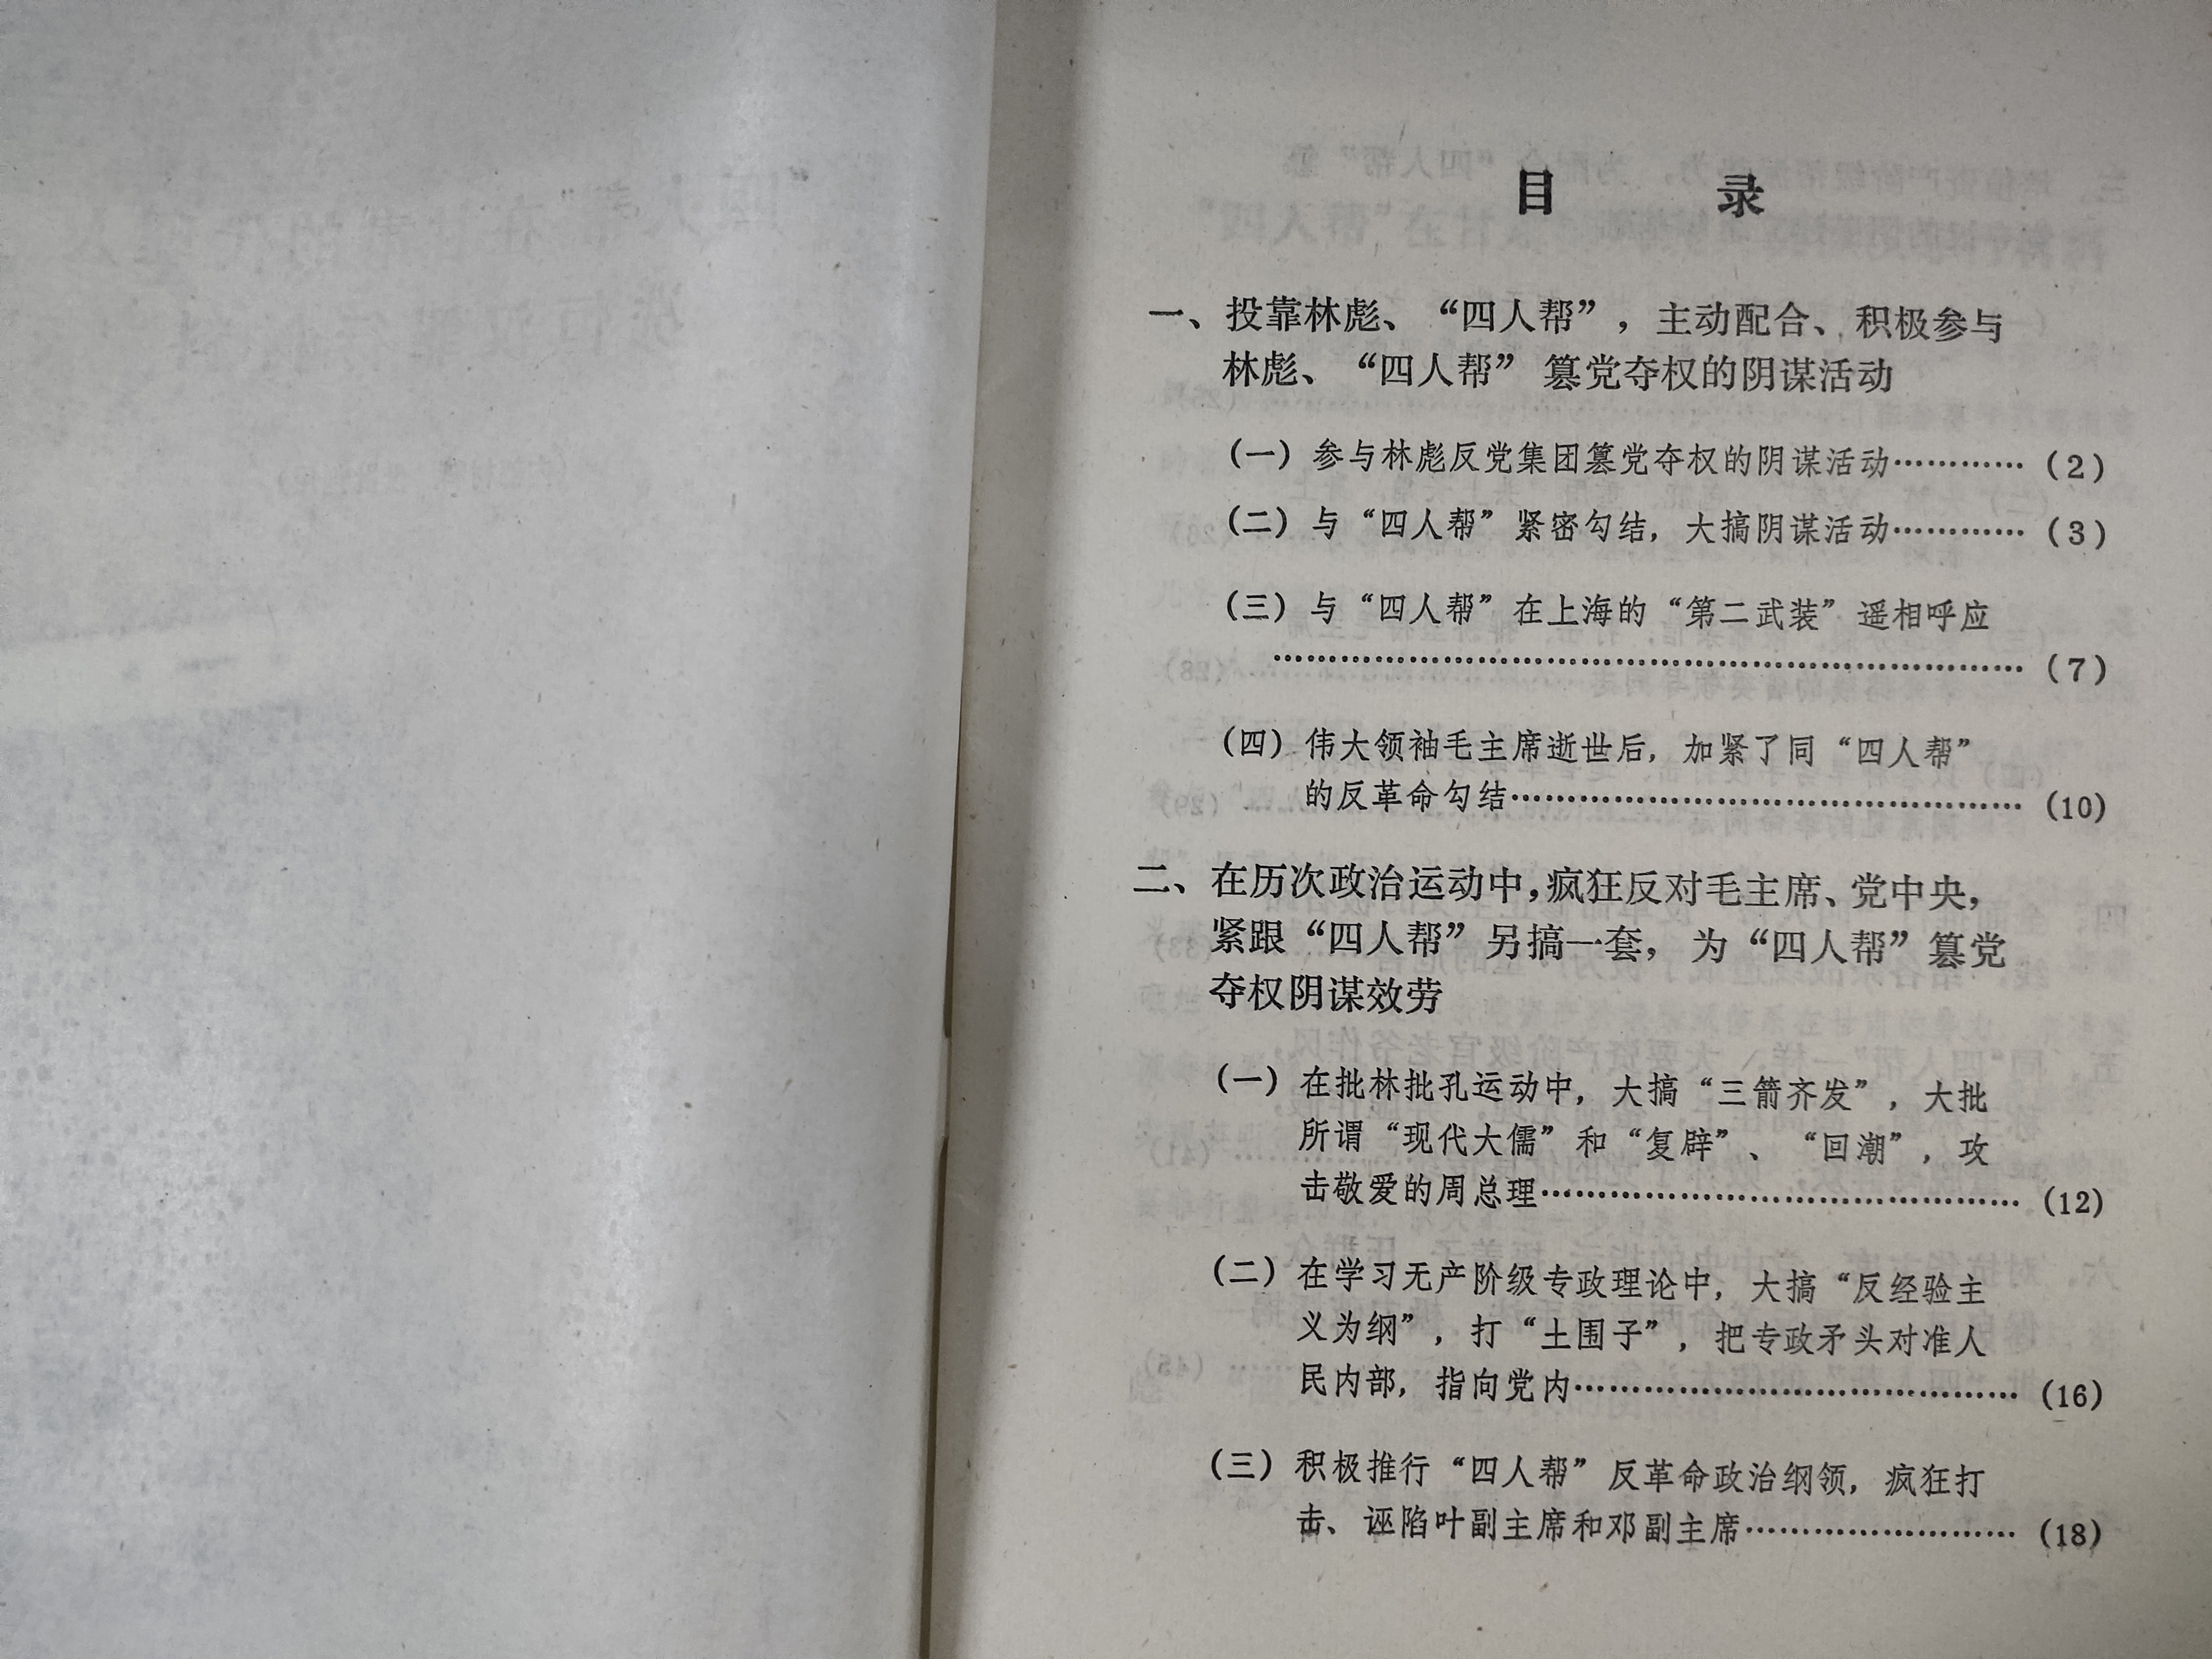 目 录
一、投靠林彪、“四人帮”，主动配合、积极参与
林彪、“四人帮”篡党夺权的阴谋活动
（一）参与林彪反党集团篡党夺权的阴谋活动…………（2）
（二）与“四人帮”紧密勾结，大搞阴谋活动…………（3）
（三）与“四人帮”在上海的“第二武装”遥相呼应
……………………………………………………………（7）
（四）伟大领袖毛主席逝世后，加紧了同“四人帮”
的反革命勾结…………………………………………（10）
二、在历次政治运动中，疯狂反对毛主席、党中央，
紧跟“四人帮”另搞一套，为“四人帮”篡党
夺权阴谋效劳
（一）在批林批孔运动中，大搞“三箭齐发”，大批
所谓“现代大儒”和“复辟”、“回潮”，攻
击敬爱的周总理………………………………………（12）
（二）在学习无产阶级专政理论中，大搞“反经验主
义为纲”，打“土围子”，把专政矛头对准人
民内部，指向党内……………………………………（16）
（三）积极推行“四人帮”反革命政治纲领，疯狂打
击、诬陷叶副主席和邓副主席………………………（18）